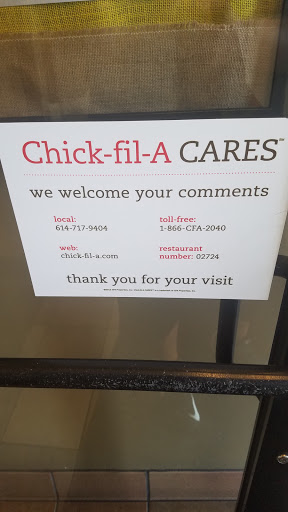 Chick-fil-A CARES™
we welcome your comments
local: toll-free:
614-717-9404 1-866-CFA-2040
web: restaurant
chick-fil-a.com number: 02724
thank you for your visit